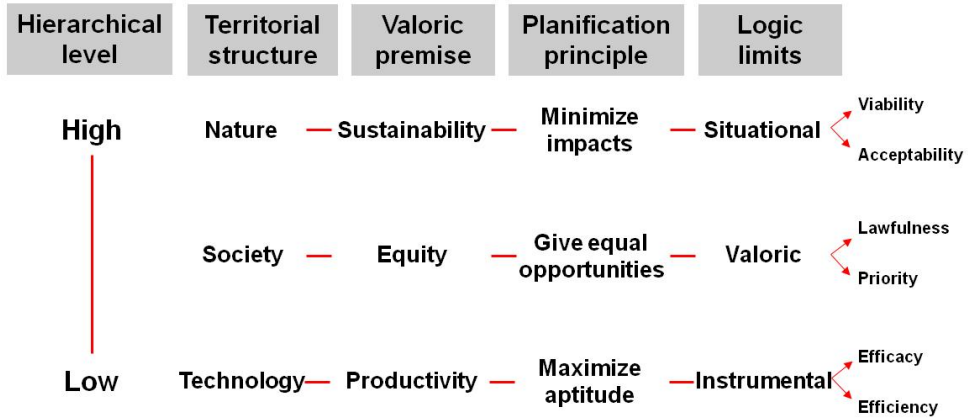 Hierarchical level
Territorial structure
Valoric premise
Planification principle
Logic limits
High
Nature
Sustainability
Minimize impacts
Situational
Viability
Acceptability
Society
Equity
Give equal opportunities
Valoric
Lawfulness
Priority
Low
Technology
Productivity
Maximize aptitude
Instrumental
Efficacy
Efficiency